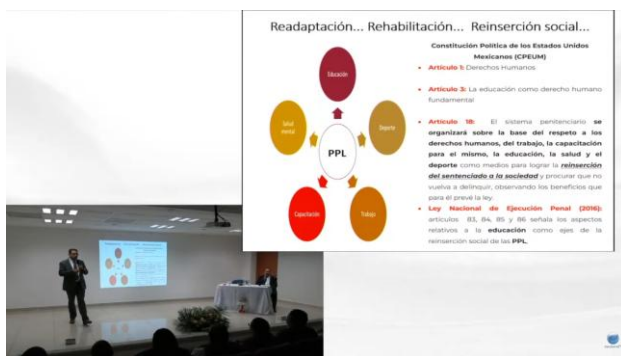 Readaptación... Rehabilitación... Reinserción social...
Educación
Salud
mental
Deporte
PPL
Capacitación
Trabajo
Constitución Política de los Estados Unidos
Mexicanos (CPEUM)
• Artículo 1: Derechos Humanos
• Artículo 3: La educación como derecho humano
fundamental
• Artículo 18: El sistema penitenciario se
organizará sobre la base del respeto a los
derechos humanos, del trabajo, la capacitación
para el mismo, la educación, la salud y el
deporte como medios para lograr la reinserción
del sentenciado a la sociedad y procurar que no
vuelva a delinquir, observando los beneficios que
para él prevé la ley.
• Ley Nacional de Ejecución Penal (2016):
artículos 83, 84, 85 y 86 señala los aspectos
relativos a la educación como ejes de la
reinserción social de las PPL.